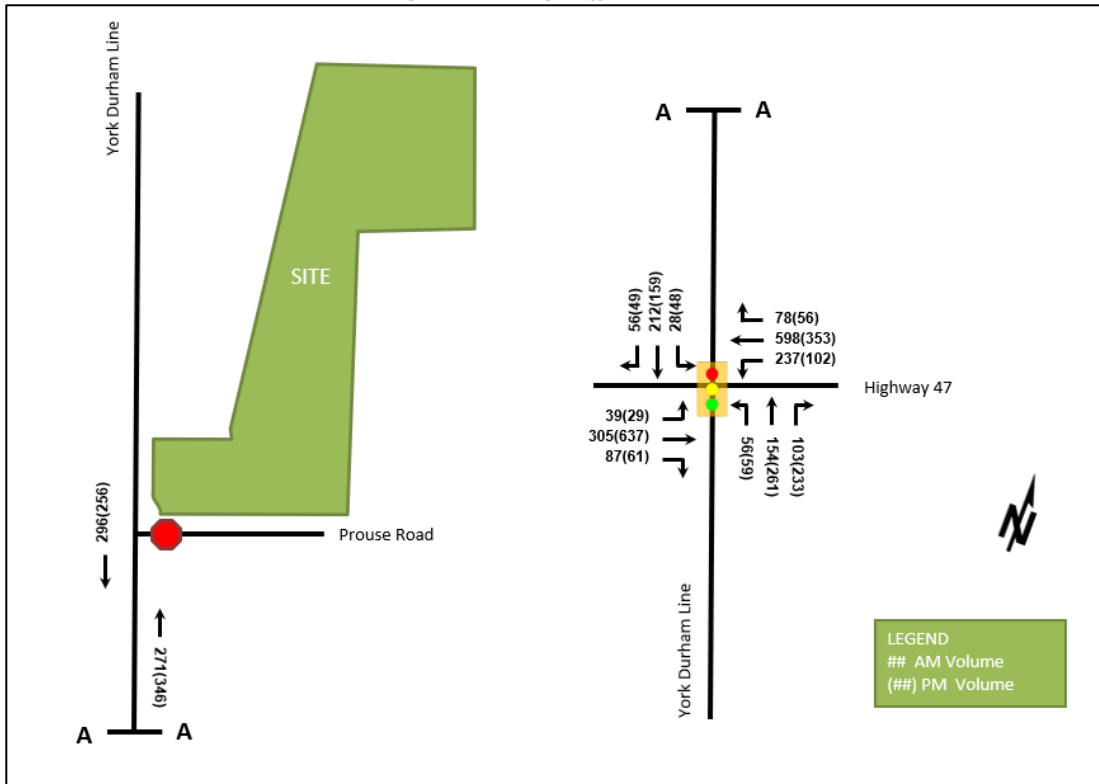 York Durham Line
SITE
296(256)
Prouse Road
271(346)
A A
A A
56(49)
212(159)
28(48)
78(56)
598(353)
237(102)
Highway 47
39(29)
305(637)
87(61)
56(59)
154(261)
103(233)
N
York Durham Line
LEGEND
## AM Volume
(##) PM Volume